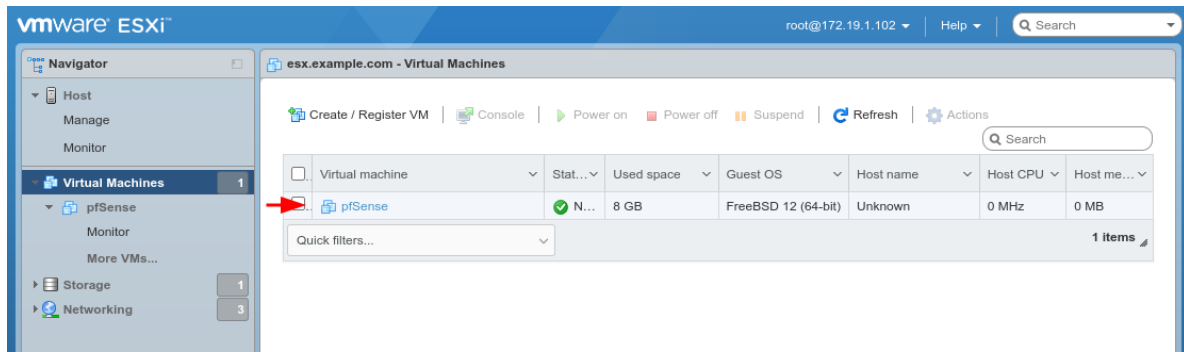 vmware ESXi™
root@172.19.1.102
Help
Search
Navigator
Host
Manage
Monitor
Virtual Machines 1
pfSense
Monitor
More VMs...
Storage 1
Networking 3
esx.example.com - Virtual Machines
Create / Register VM
Console
Power on
Power off
Suspend
Refresh
Actions
Search
Virtual machine
Stat...
Used space
Guest OS
Host name
Host CPU
Host me...
pfSense
N...
8 GB
FreeBSD 12 (64-bit)
Unknown
0 MHz
0 MB
Quick filters...
1 items